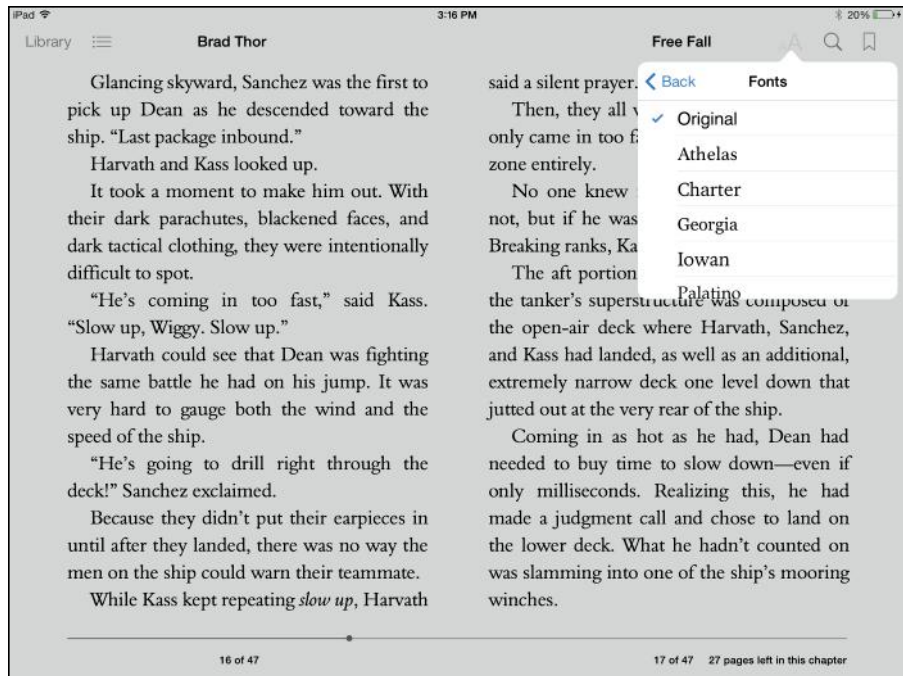 iPad 3:16 PM 20%
Library Brad Thor Free Fall AA
Glancing skyward, Sanchez was the first to
pick up Dean as he descended toward the
ship. “Last package inbound.”
Harvath and Kass looked up.
It took a moment to make him out. With
their dark parachutes, blackened faces, and
dark tactical clothing, they were intentionally
difficult to spot.
“He’s coming in too fast,” said Kass.
“Slow up, Wiggy. Slow up.”
Harvath could see that Dean was fighting
the same battle he had on his jump. It was
very hard to gauge both the wind and the
speed of the ship.
“He’s going to drill right through the
deck!” Sanchez exclaimed.
Because they didn’t put their earpieces in
until after they landed, there was no way the
men on the ship could warn their teammate.
While Kass kept repeating slow up, Harvath
said a silent prayer.
Then, they all
only came in too
zone entirely.
No one knew
not, but if he was
Breaking ranks,
The aft portion
the tanker’s superstructure was composed of
the open-air deck where Harvath, Sanchez,
and Kass had landed, as well as an additional,
extremely narrow deck one level down that
jutted out at the very rear of the ship.
Coming in as hot as he had, Dean had
needed to buy time to slow down—even if
only milliseconds. Realizing this, he had
made a judgment call and chose to land on
the lower deck. What he hadn’t counted on
was slamming into one of the ship’s mooring
winches.
Back Fonts
Original
Athelas
Charter
Georgia
Iowan
Palatino
16 of 47
17 of 47 27 pages left in this chapter